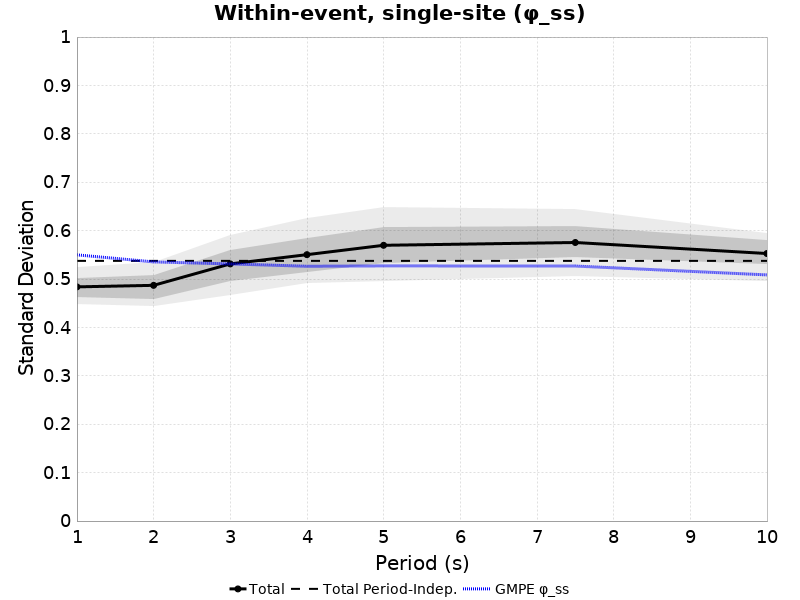 Within-event, single-site (φ_ss)
Standard Deviation
1
0.9
0.8
0.7
0.6
0.5
0.4
0.3
0.2
0.1
0
1 2 3 4 5 6 7 8 9 10
Period (s)
Total Total Period-Indep. GMPE φ_ss